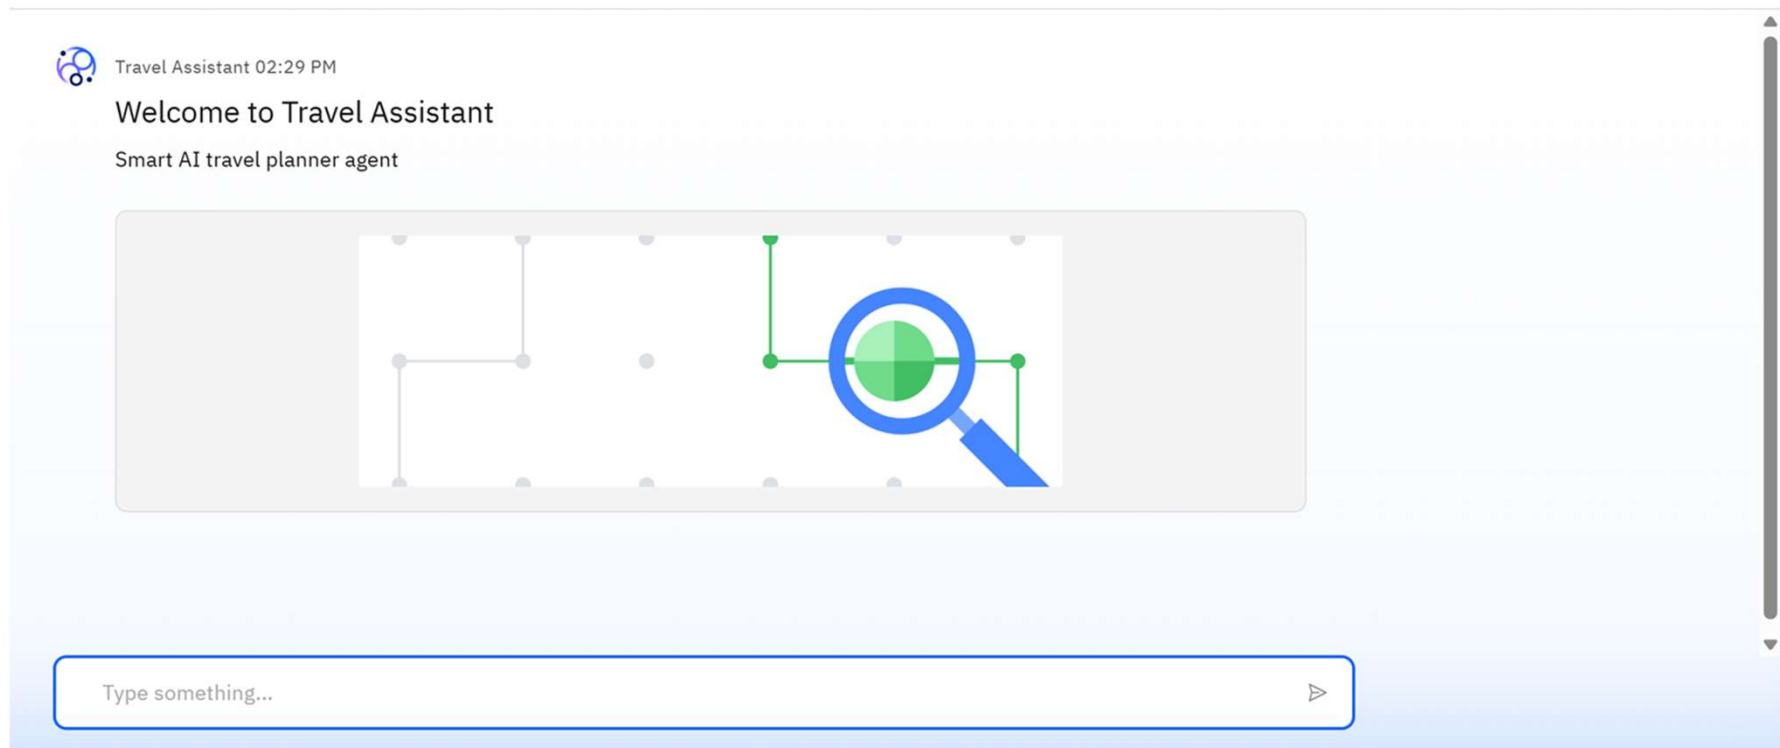 Travel Assistant 02:29 PM
Welcome to Travel Assistant
Smart AI travel planner agent
Type something...